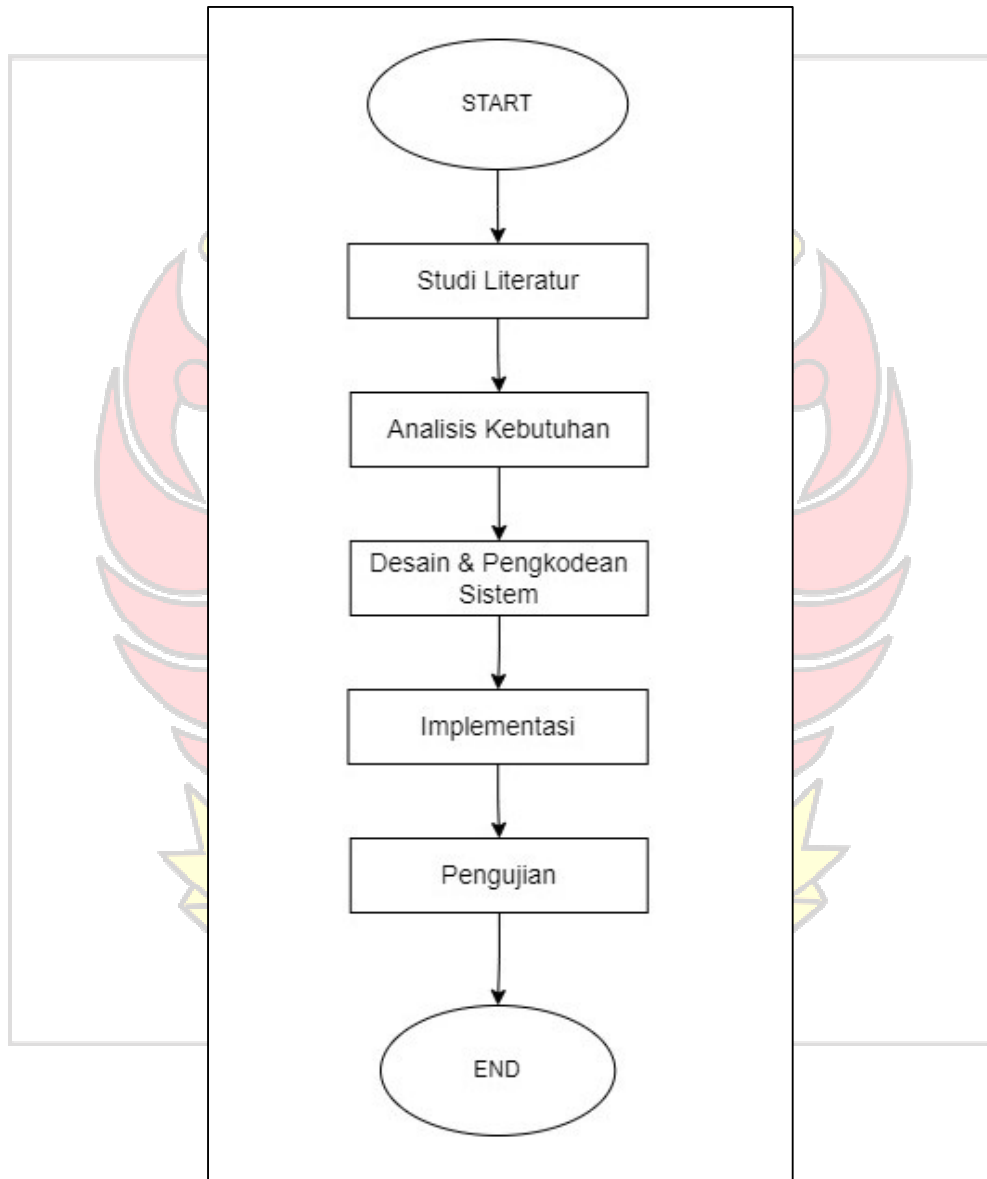 START
Studi Literatur
Analisis Kebutuhan
Desain & Pengkodean
Sistem
Implementasi
Pengujian
END